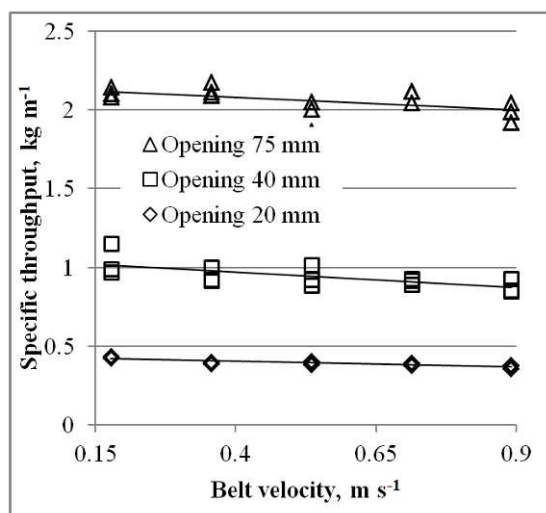 2.5
2
1.5
1
0.5
0
Specific throughput, kg m⁻¹
Opening 75 mm
Opening 40 mm
Opening 20 mm
0.15 0.4 0.65 0.9
Belt velocity, m s⁻¹